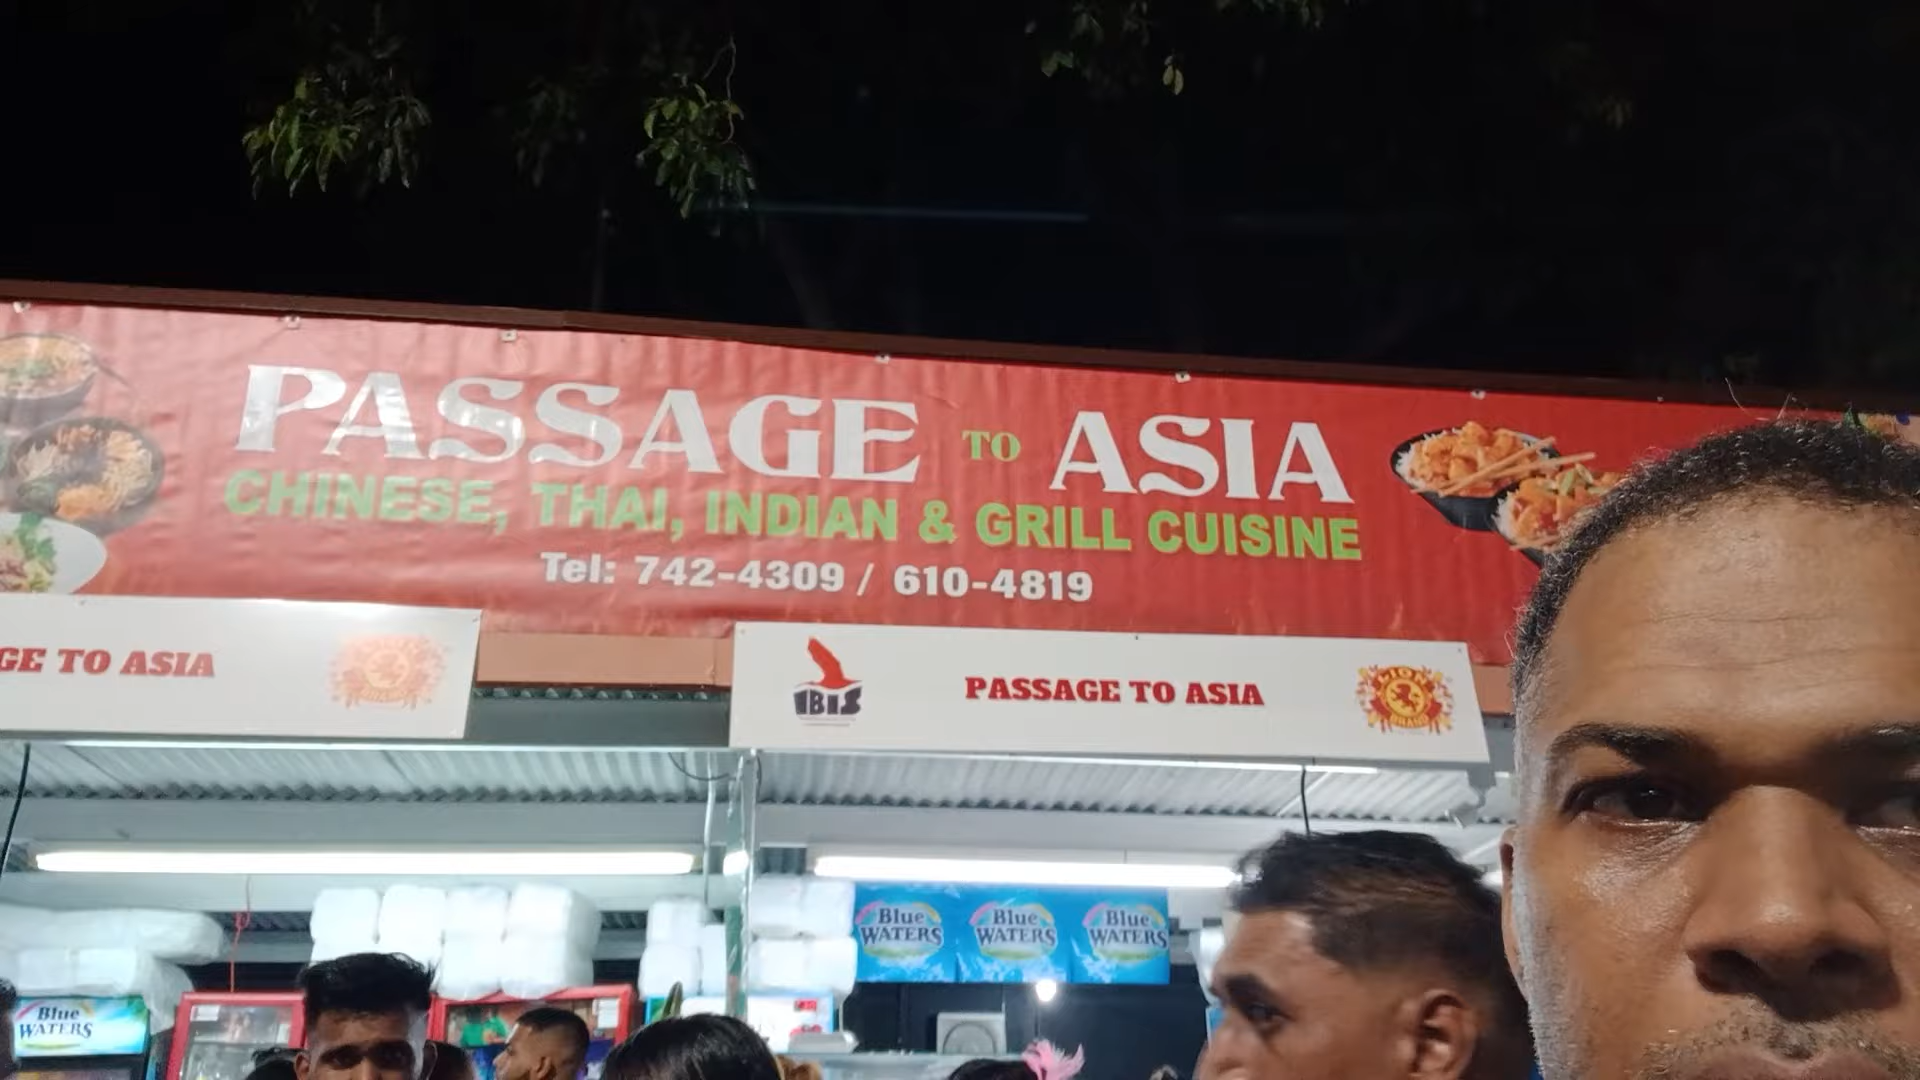 PASSAGE TO ASIA
CHINESE, THAI, INDIAN & GRILL CUISINE
Tel: 742-4309 / 610-4819
GE TO ASIA
IBIS
PASSAGE TO ASIA
LION
BRAND
Blue
WATERS
Blue
WATERS
Blue
WATERS
Blue
WATERS